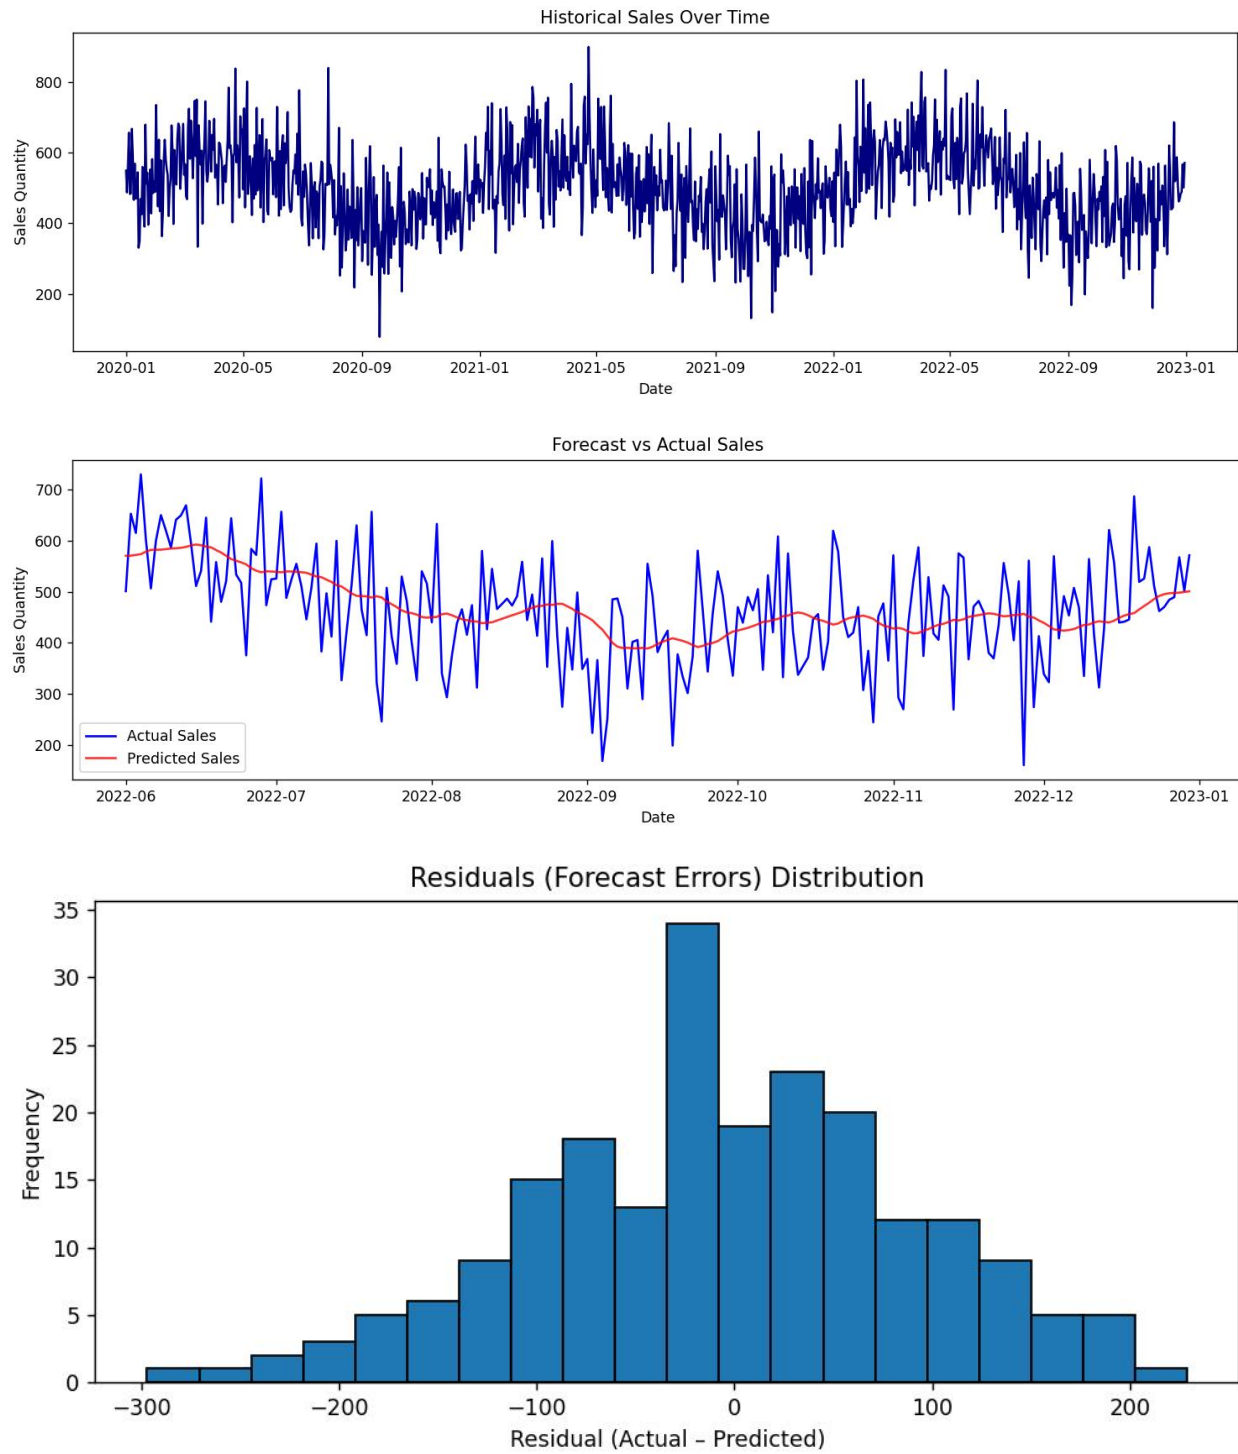 Historical Sales Over Time
800
600
400
200
Sales Quantity
2020-01 2020-05 2020-09 2021-01 2021-05 2021-09 2022-01 2022-05 2022-09 2023-01
Date
Forecast vs Actual Sales
700
600
500
400
300
200
Sales Quantity
Actual Sales
Predicted Sales
2022-06 2022-07 2022-08 2022-09 2022-10 2022-11 2022-12 2023-01
Date
Residuals (Forecast Errors) Distribution
35
30
25
20
15
10
5
0
Frequency
−300 −200 −100 0 100 200
Residual (Actual – Predicted)